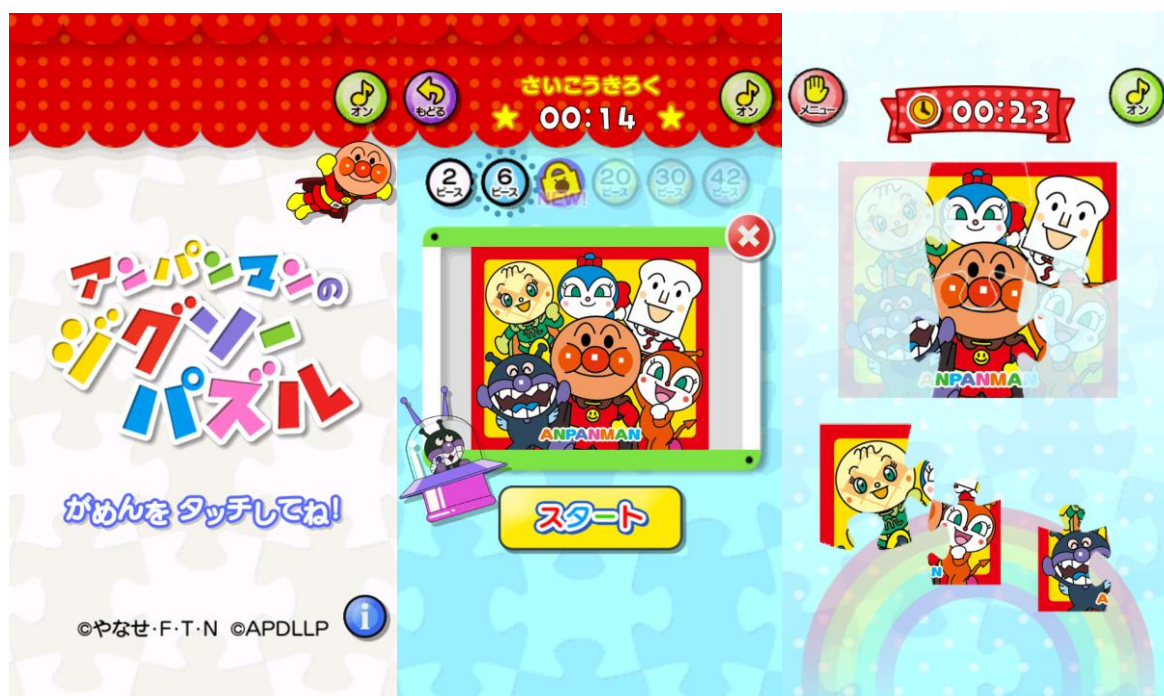 オン
アンパンマンの
ジグソー
パズル
がめんを タッチしてね!
©やなせ・F・T・N ©APDLLP
i
もどる
さいこうきろく
00:14
オン
2
ピース
6
ピース
NEW!
20
ピース
30
ピース
42
ピース
ANPANMAN
スタート
メニュー
00:23
オン
ANPANMAN
N
A